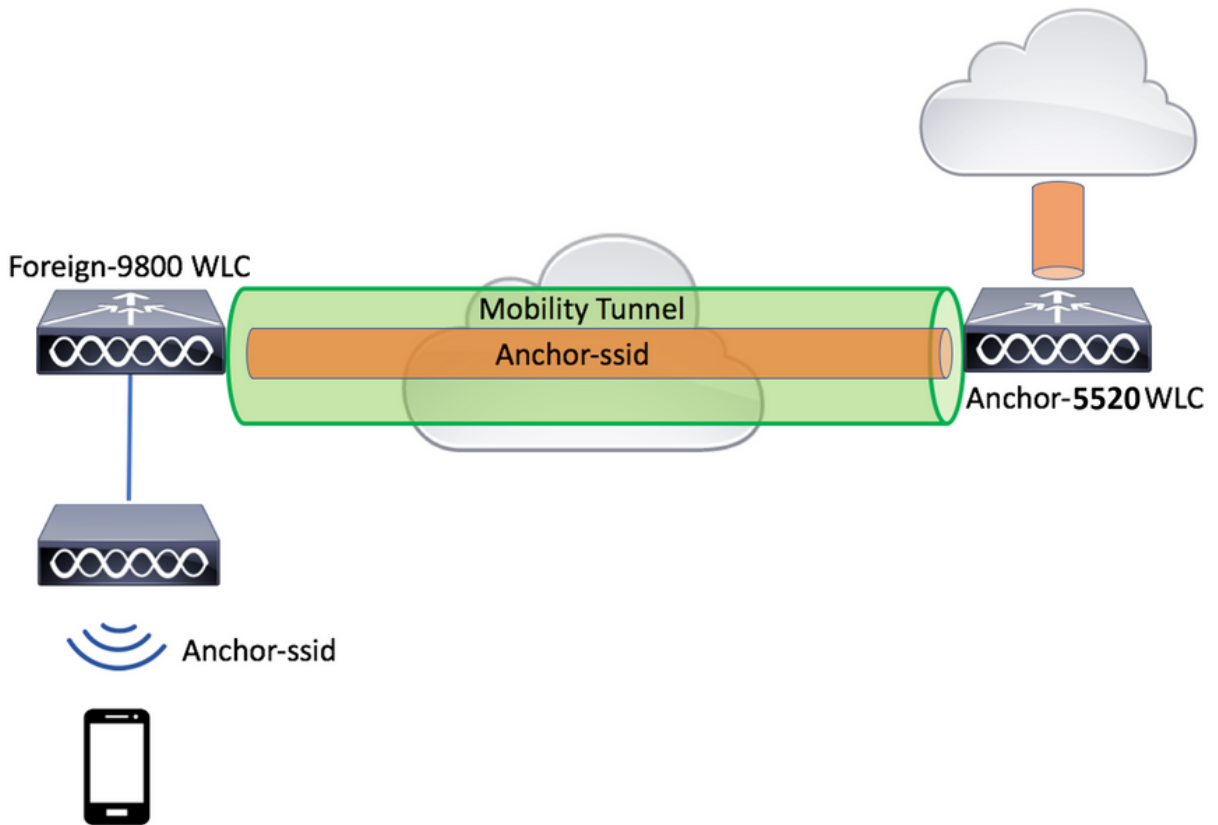 Foreign-9800 WLC
Mobility Tunnel
Anchor-ssid
Anchor-5520 WLC
Anchor-ssid